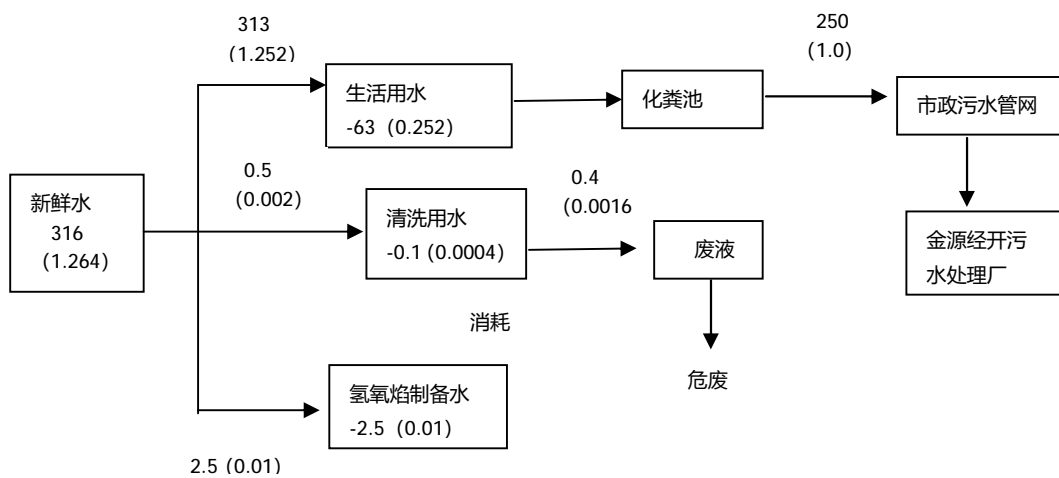 313
(1.252)
250
(1.0)
生活用水
-63 (0.252)
化粪池
市政污水管网
0.5
(0.002)
0.4
(0.0016
新鲜水
316
(1.264)
清洗用水
-0.1 (0.0004)
废液
金源经开污
水处理厂
消耗
危废
氢氧焰制备水
-2.5 (0.01)
2.5 (0.01)